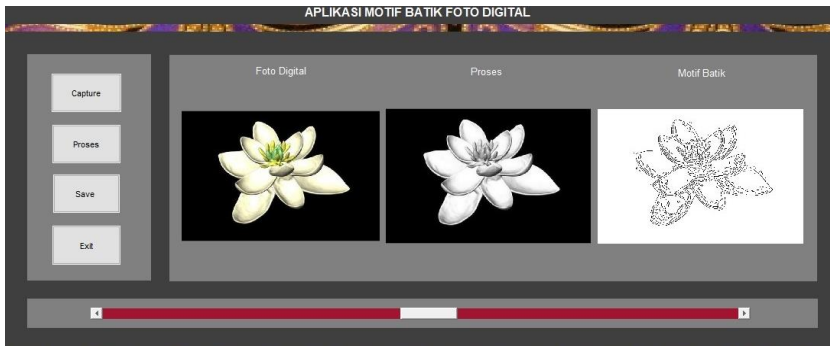 APLIKASI MOTIF BATIK FOTO DIGITAL
Capture
Proses
Save
Exit
Foto Digital
Proses
Motif Batik